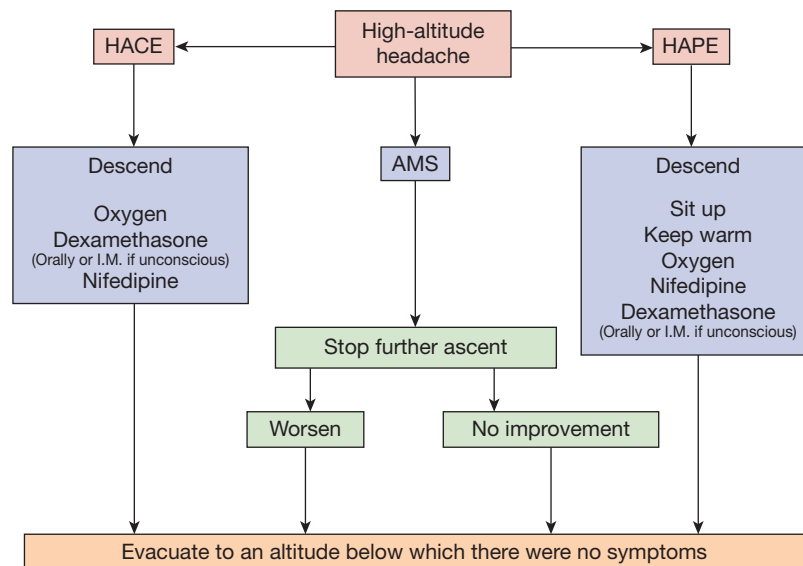 High-altitude
headache
HACE
HAPE
Descend
Oxygen
Dexamethasone
(Orally or I.M. if unconscious)
Nifedipine
AMS
Descend
Sit up
Keep warm
Oxygen
Nifedipine
Dexamethasone
(Orally or I.M. if unconscious)
Stop further ascent
Worsen
No improvement
Evacuate to an altitude below which there were no symptoms